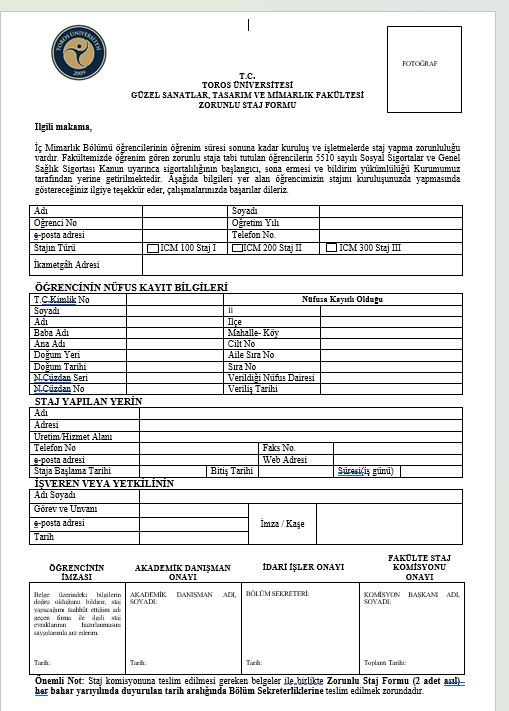 TOROS ÜNİVERSİTESİ
2009
FOTOĞRAF
T.C.
TOROS ÜNİVERSİTESİ
GÜZEL SANATLAR, TASARIM VE MİMARLIK FAKÜLTESİ
ZORUNLU STAJ FORMU
İlgili makama,
İç Mimarlık Bölümü öğrencilerinin öğrenim süresi sonuna kadar kuruluş ve işletmelerde staj yapma zorunluluğu
vardır. Fakültemizde öğrenim gören zorunlu staja tabi tutulan öğrencilerin 5510 sayılı Sosyal Sigortalar ve Genel
Sağlık Sigortası Kanun uyarınca sigortalılığının başlangıcı, sona ermesi ve bildirim yükümlülüğü Kurumumuz
tarafından yerine getirilmektedir. Aşağıda bilgileri yer alan öğrencimizin stajını kuruluşunuzda yapmasında
göstereceğiniz ilgiye teşekkür eder, çalışmalarınızda başarılar dileriz.
Adı Soyadı
Öğrenci No Öğretim Yılı
e-posta adresi Telefon No.
Stajın Türü ICM 100 Staj I ICM 200 Staj II ICM 300 Staj III
İkametgâh Adresi
ÖĞRENCİNİN NÜFUS KAYIT BİLGİLERİ
T.C.Kimlik No Nüfusa Kayıtlı Olduğu
Soyadı İl
Adı İlçe
Baba Adı Mahalle- Köy
Ana Adı Cilt No
Doğum Yeri Aile Sıra No
Doğum Tarihi Sıra No
N.Cüzdan Seri Verildiği Nüfus Dairesi
N.Cüzdan No Veriliş Tarihi
STAJ YAPILAN YERİN
Adı
Adresi
Üretim/Hizmet Alanı
Telefon No Faks No.
e-posta adresi Web Adresi
Staja Başlama Tarihi Bitiş Tarihi Süresi(iş günü)
İŞVEREN VEYA YETKİLİNİN
Adı Soyadı
Görev ve Unvanı
e-posta adresi İmza / Kaşe
Tarih
ÖĞRENCİNİN
İMZASI
AKADEMİK DANIŞMAN
ONAYI
İDARİ İŞLER ONAYI
FAKÜLTE STAJ
KOMİSYONU
ONAYI
Belge üzerindeki bilgilerin
doğru olduğunu bildirir, staj
yapacağımı taahhüt ettiğim adı
geçen firma ile ilgili staj
evraklarının hazırlanmasını
saygılarımla arz ederim.
Tarih:
AKADEMİK DANIŞMAN ADI,
SOYADI:
Tarih:
BÖLÜM SEKRETERİ:
Tarih:
KOMİSYON BAŞKANI ADI,
SOYADI:
Toplantı Tarihi:
Önemli Not: Staj komisyonuna teslim edilmesi gereken belgeler ile birlikte Zorunlu Staj Formu (2 adet asıl)
her bahar yarıyılında duyurulan tarih aralığında Bölüm Sekreterliklerine teslim edilmek zorundadır.